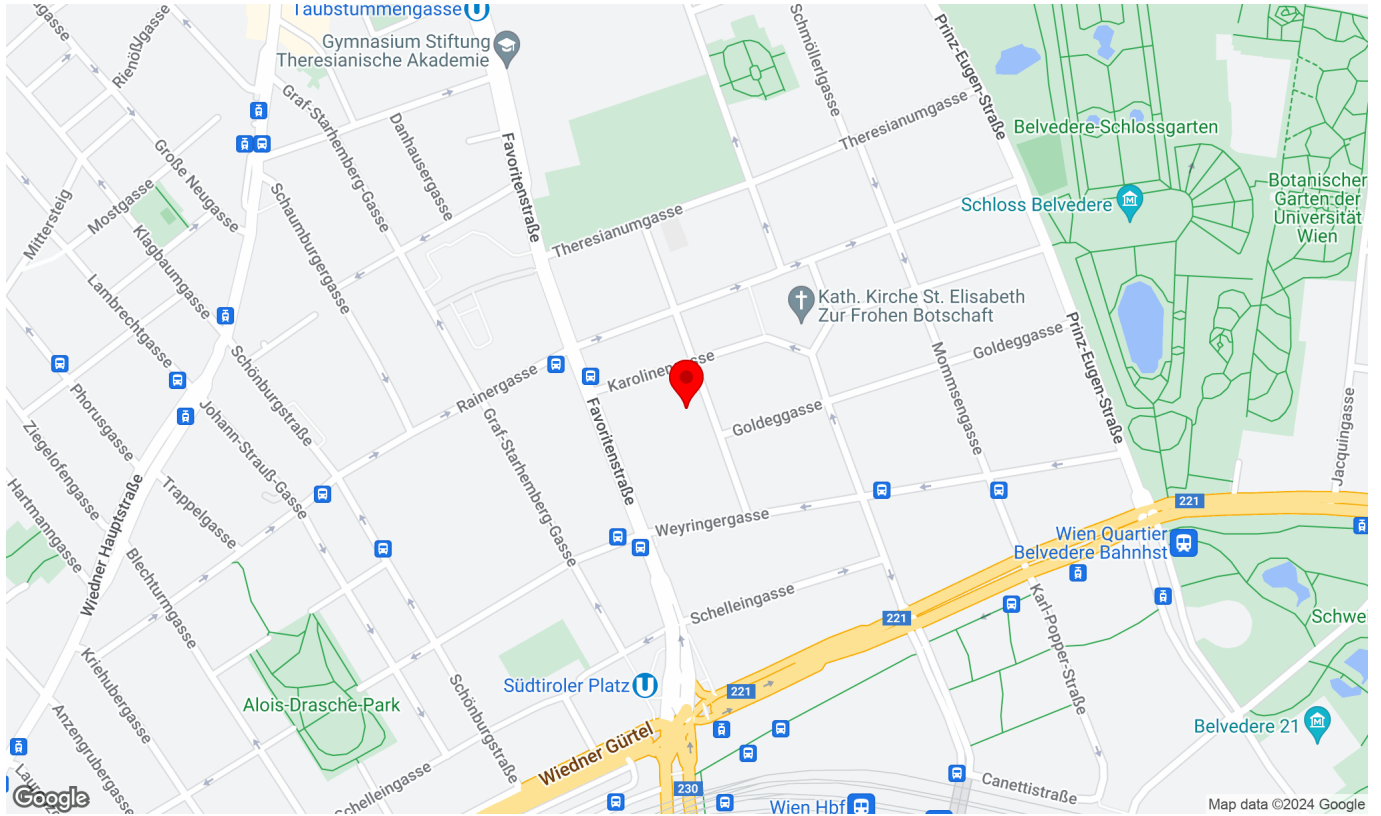 Taubstummengasse
Gymnasium Stiftung
Theresianische Akademie
Rienößlgasse
Graf-Starhemberg-Gasse
Danhausergasse
Favoritenstraße
Schmöllerlgasse
Prinz-Eugen-Straße
Theresianumgasse
Belvedere-Schlossgarten
Botanischer
Garten der
Universität
Wien
Schloss Belvedere
Große Neugasse
Mostgasse
Mittersteig
Klagbaumgasse
Schaumburgergasse
Theresianumgasse
Lambrechtgasse
Kath. Kirche St. Elisabeth
Zur Frohen Botschaft
Goldeggasse
Prinz-Eugen-Straße
Mommsengasse
Rainergasse
Schönburgstraße
Phorusgasse
Johann-Strauß-Gasse
Graf-Starhemberg-Gasse
Favoritenstraße
Goldeggasse
Jacquingasse
Ziegelofengasse
Hartmanngasse
Trappelgasse
Wiedner Hauptstraße
Blechturmgasse
Weyringergasse
221
Wien Quartier
Belvedere Bahnhst
Schelleingasse
221
Karl-Popper-Straße
Kriehubergasse
Anzengrubergasse
Alois-Drasche-Park
Schönburgstraße
Südtiroler Platz
221
Belvedere 21
Wiedner Gürtel
Schelleingasse
230
Canettistraße
Wien Hbf
Google
Map data ©2024 Google